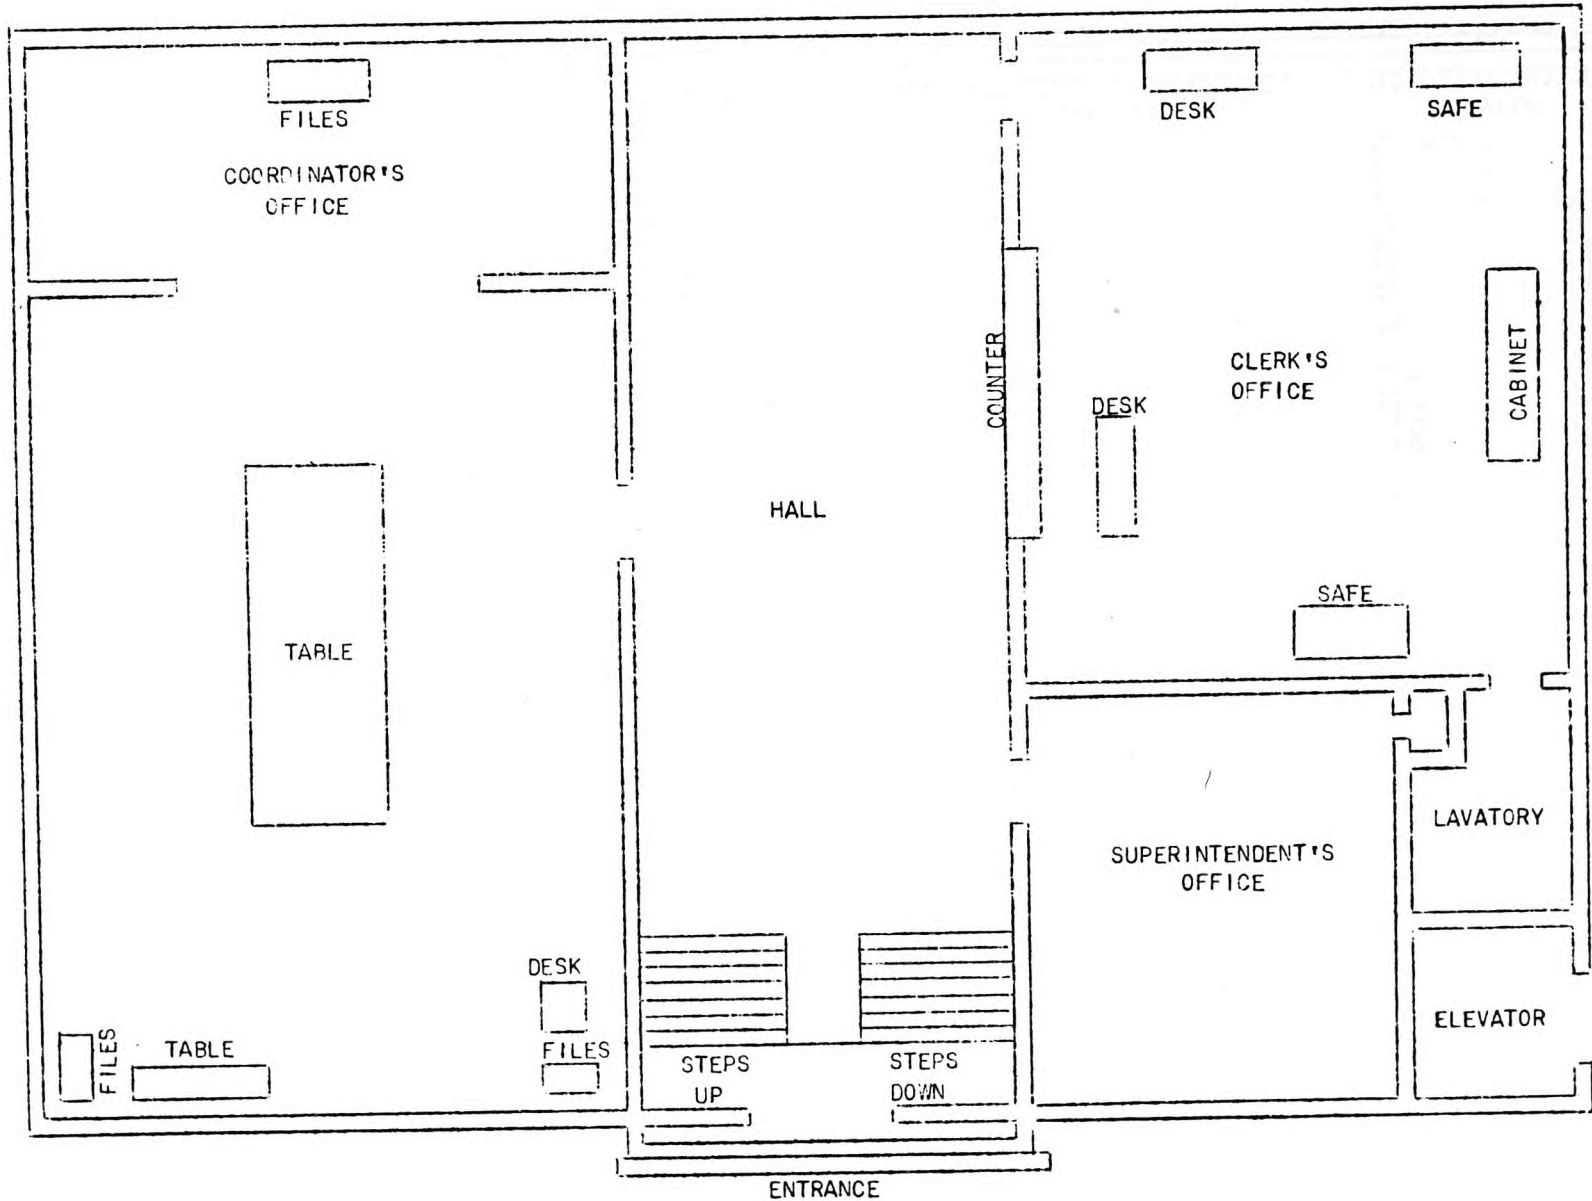 FILES
COORDINATOR'S
OFFICE
DESK
SAFE
COUNTER
CLERK'S
OFFICE
CABINET
DESK
HALL
SAFE
TABLE
LAVATORY
SUPERINTENDENT'S
OFFICE
ELEVATOR
DESK
FILES
TABLE
FILES
STEPS
UP
STEPS
DOWN
ENTRANCE